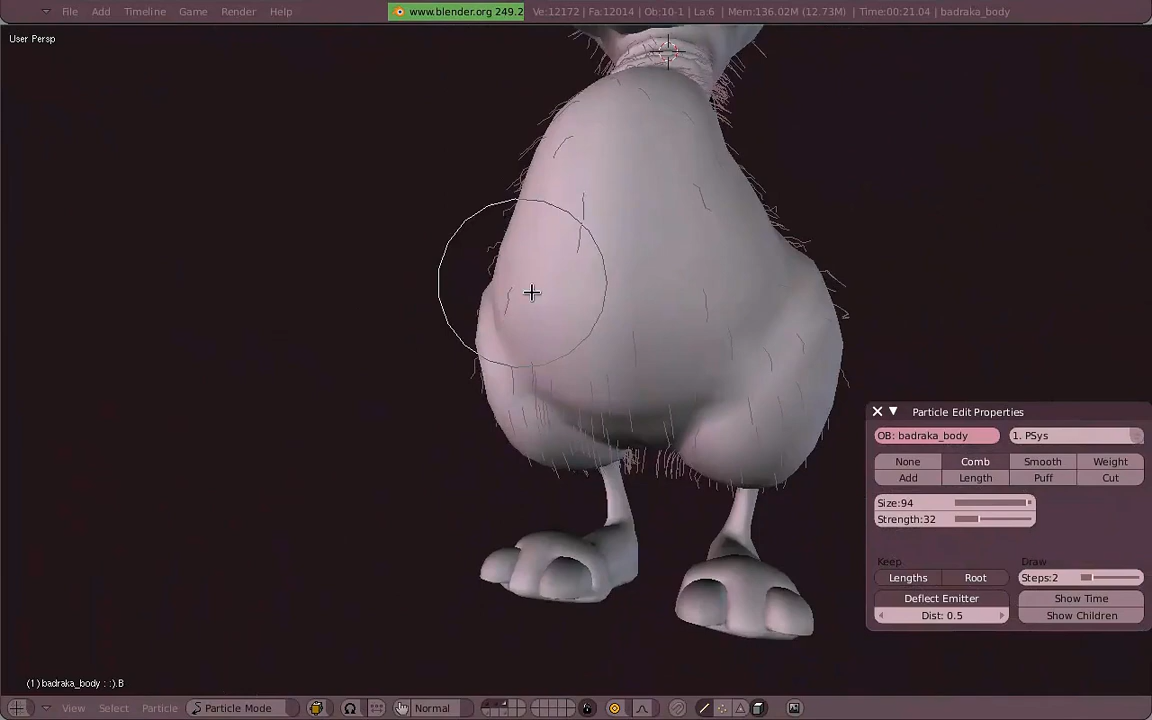 File Add Timeline Game Render Help www.blender.org 249.2 Ve:12172 | Fa:12014 | Ob:10-1 | La:6 | Mem:136.02M (12.73M) | Time:00:21.04 | badraka_body
User Persp
Particle Edit Properties
OB: badraka_body 1. PSys
None Comb Smooth Weight
Add Length Puff Cut
Size:94
Strength:32
Keep Draw
Lengths Root Steps:2
Deflect Emitter Show Time
Dist: 0.5 Show Children
(1) badraka_body : :).B
View Select Particle Particle Mode Normal